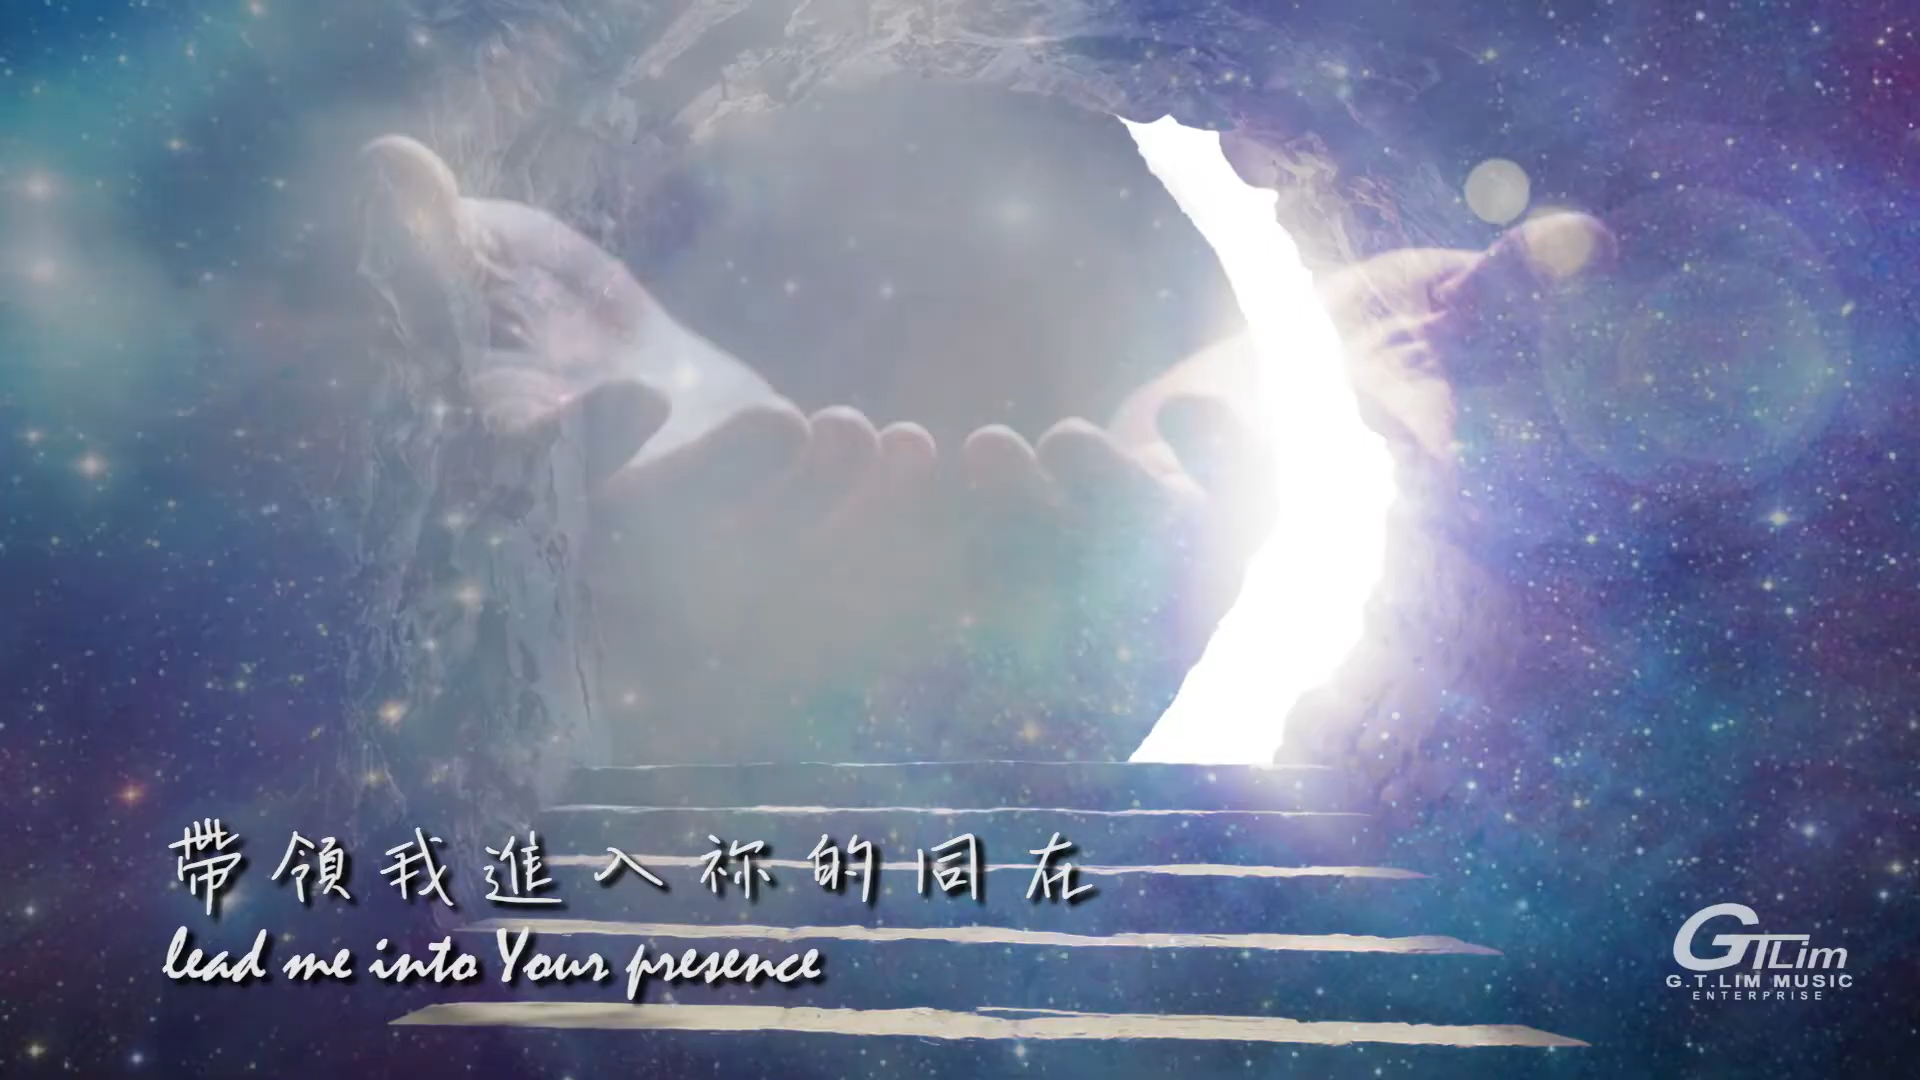 帶領我進入祢的同在
lead me into Your presence
GTLim
G.T.LIM MUSIC
ENTERPRISE